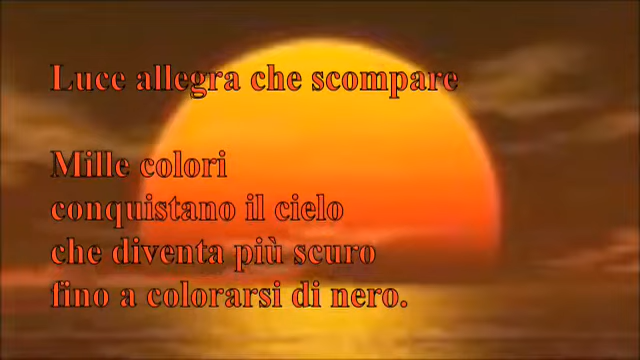 Luce allegra che scompare
Mille colori
conquistano il cielo
che diventa più scuro
fino a colorarsi di nero.